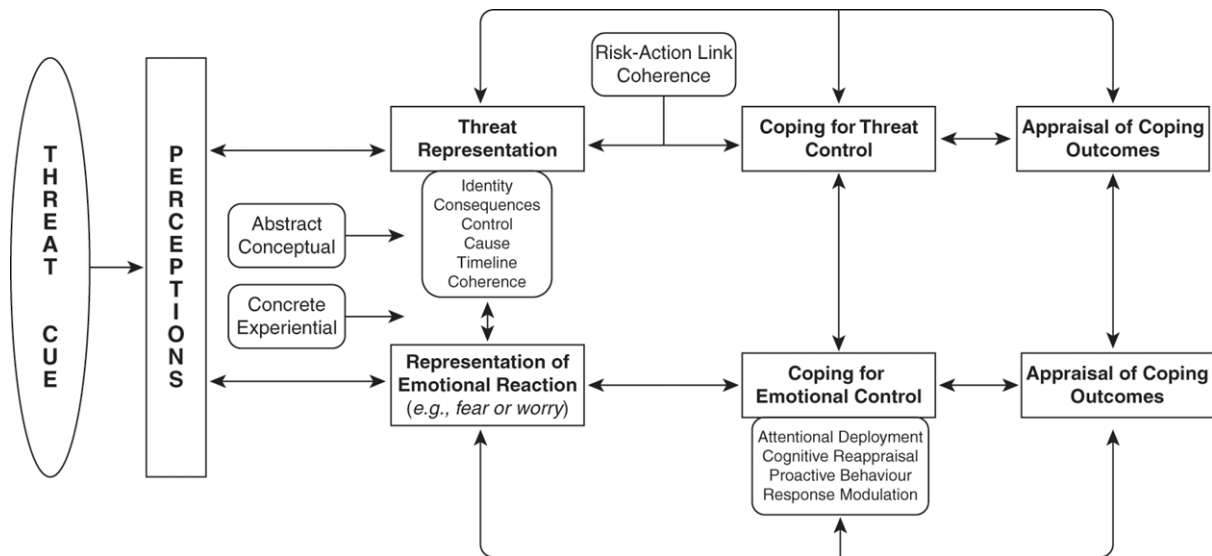 THREAT CUE
PERCEPTIONS
Risk-Action Link
Coherence
Threat
Representation
Coping for Threat
Control
Appraisal of Coping
Outcomes
Identity
Consequences
Control
Cause
Timeline
Coherence
Abstract
Conceptual
Concrete
Experiential
Representation of
Emotional Reaction
(e.g., fear or worry)
Coping for
Emotional Control
Appraisal of Coping
Outcomes
Attentional Deployment
Cognitive Reappraisal
Proactive Behaviour
Response Modulation